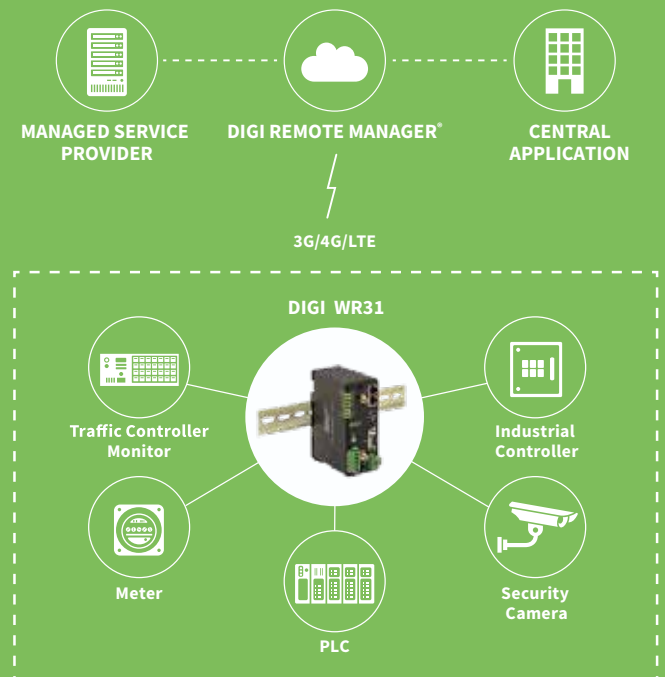 MANAGED SERVICE
PROVIDER
DIGI REMOTE MANAGER®
CENTRAL
APPLICATION
3G/4G/LTE
DIGI WR31
Traffic Controller
Monitor
Industrial
Controller
Meter
Security
Camera
PLC